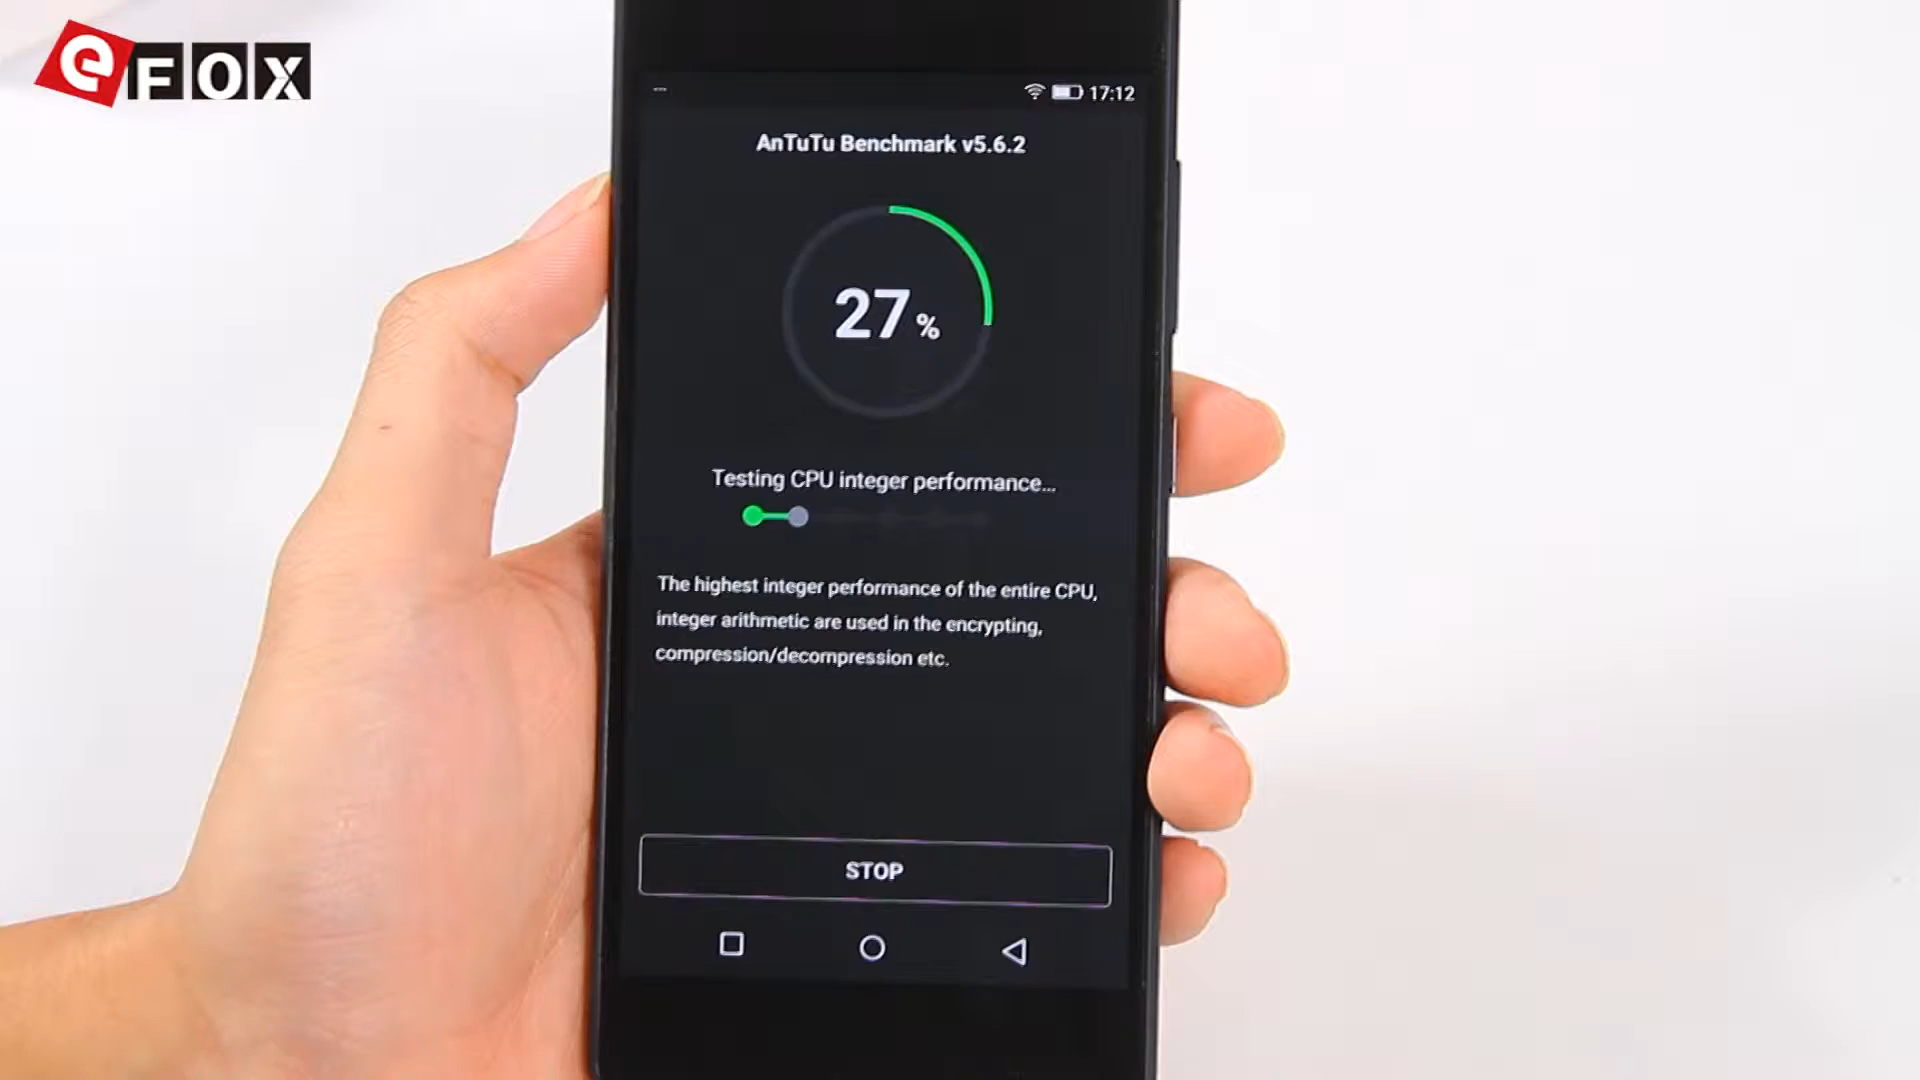 eFOX
17:12
AnTuTu Benchmark v5.6.2
27%
Testing CPU integer performance...
The highest integer performance of the entire CPU,
integer arithmetic are used in the encrypting,
compression/decompression etc.
STOP